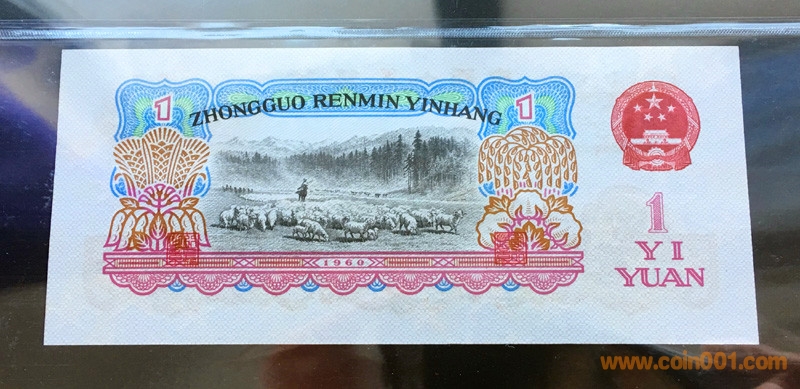 1
ZHONGGUO RENMIN YINHANG
1
1960
1
YI
YUAN
www.coin001.com